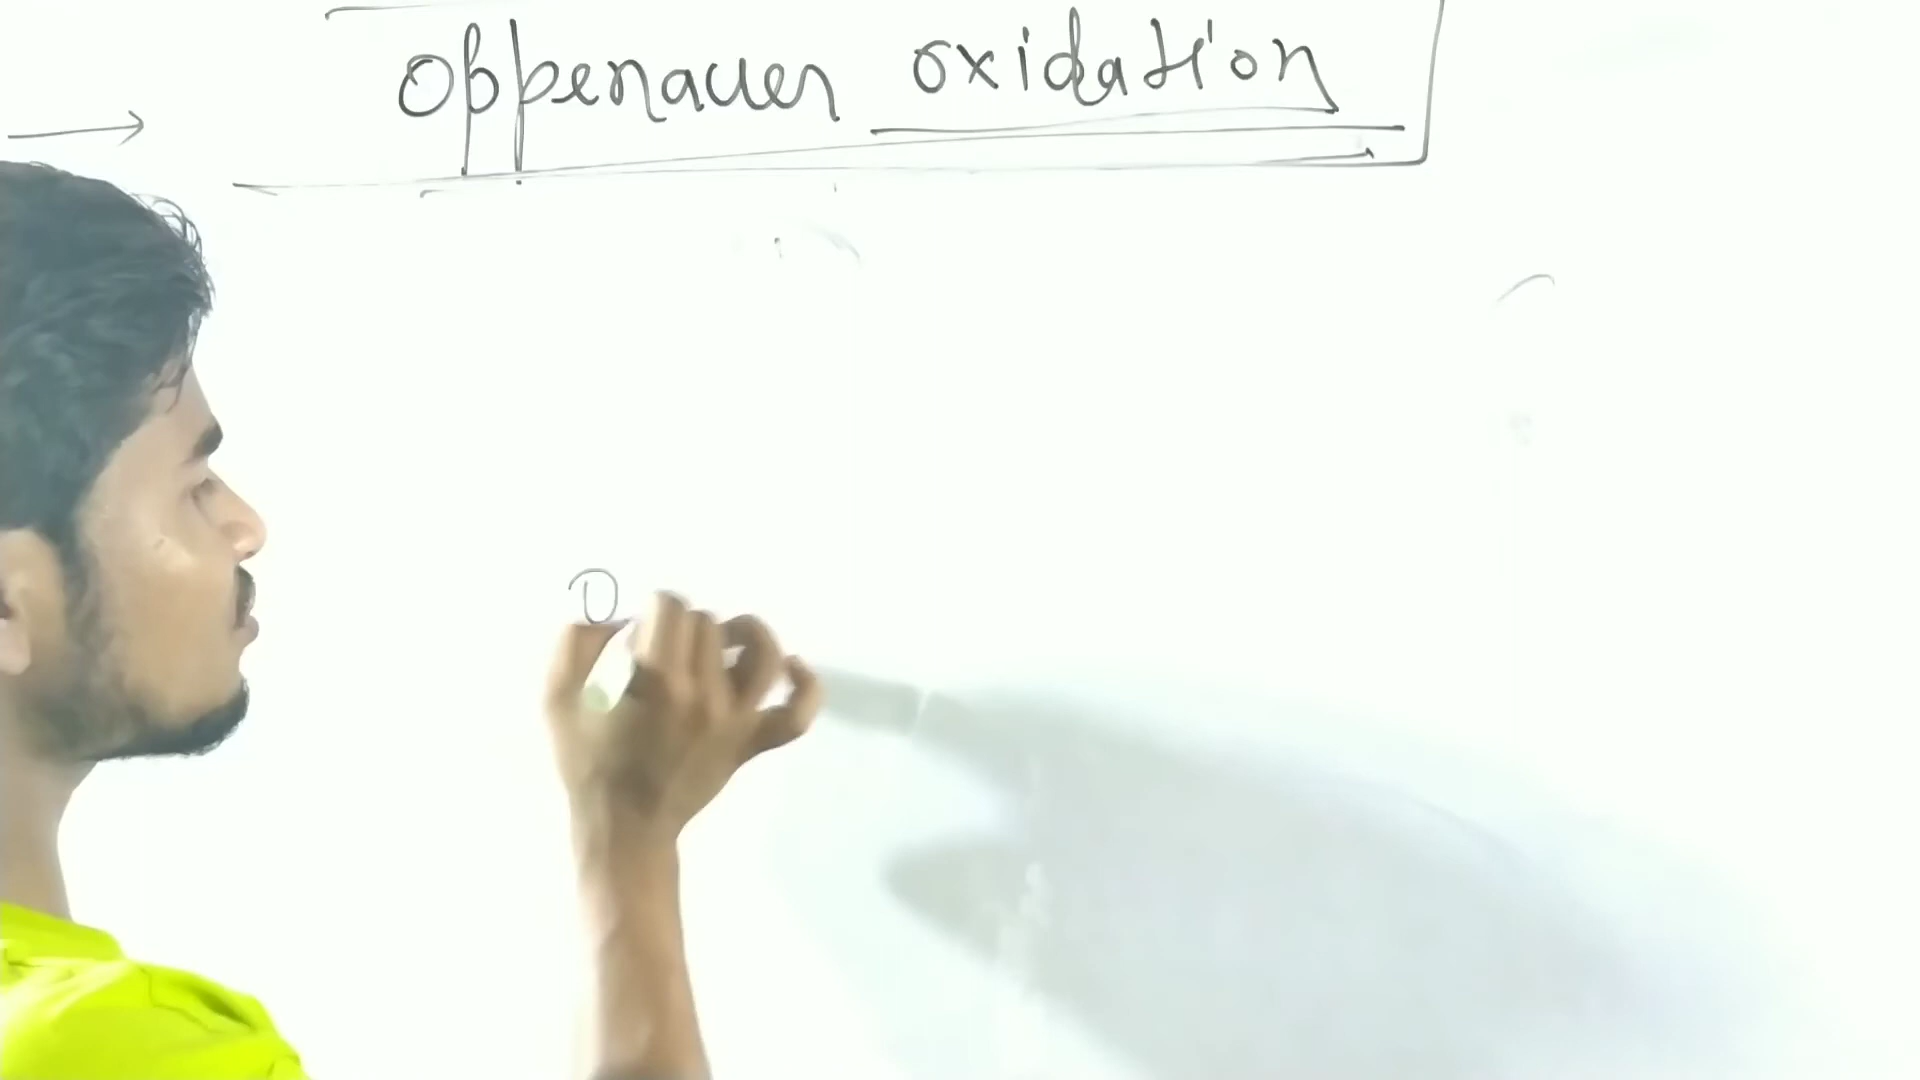 → Oppenauer oxidation
O